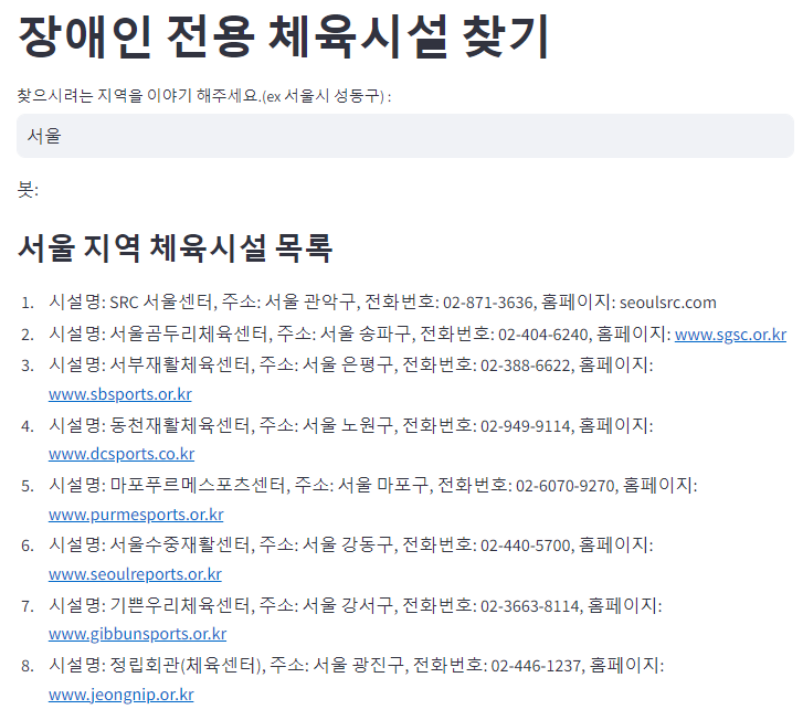 장애인 전용 체육시설 찾기
찾으시려는 지역을 이야기 해주세요.(ex 서울시 성동구) :
서울
봇:
서울 지역 체육시설 목록
1. 시설명: SRC 서울센터, 주소: 서울 관악구, 전화번호: 02-871-3636, 홈페이지: seoulsrc.com
2. 시설명: 서울곰두리체육센터, 주소: 서울 송파구, 전화번호: 02-404-6240, 홈페이지: www.sgsc.or.kr
3. 시설명: 서부재활체육센터, 주소: 서울 은평구, 전화번호: 02-388-6622, 홈페이지:
www.sbsports.or.kr
4. 시설명: 동천재활체육센터, 주소: 서울 노원구, 전화번호: 02-949-9114, 홈페이지:
www.dcsports.co.kr
5. 시설명: 마포푸르메스포츠센터, 주소: 서울 마포구, 전화번호: 02-6070-9270, 홈페이지:
www.purmesports.or.kr
6. 시설명: 서울수중재활센터, 주소: 서울 강동구, 전화번호: 02-440-5700, 홈페이지:
www.seoulreports.or.kr
7. 시설명: 기쁜우리체육센터, 주소: 서울 강서구, 전화번호: 02-3663-8114, 홈페이지:
www.gibbunsports.or.kr
8. 시설명: 정립회관(체육센터), 주소: 서울 광진구, 전화번호: 02-446-1237, 홈페이지:
www.jeongnip.or.kr